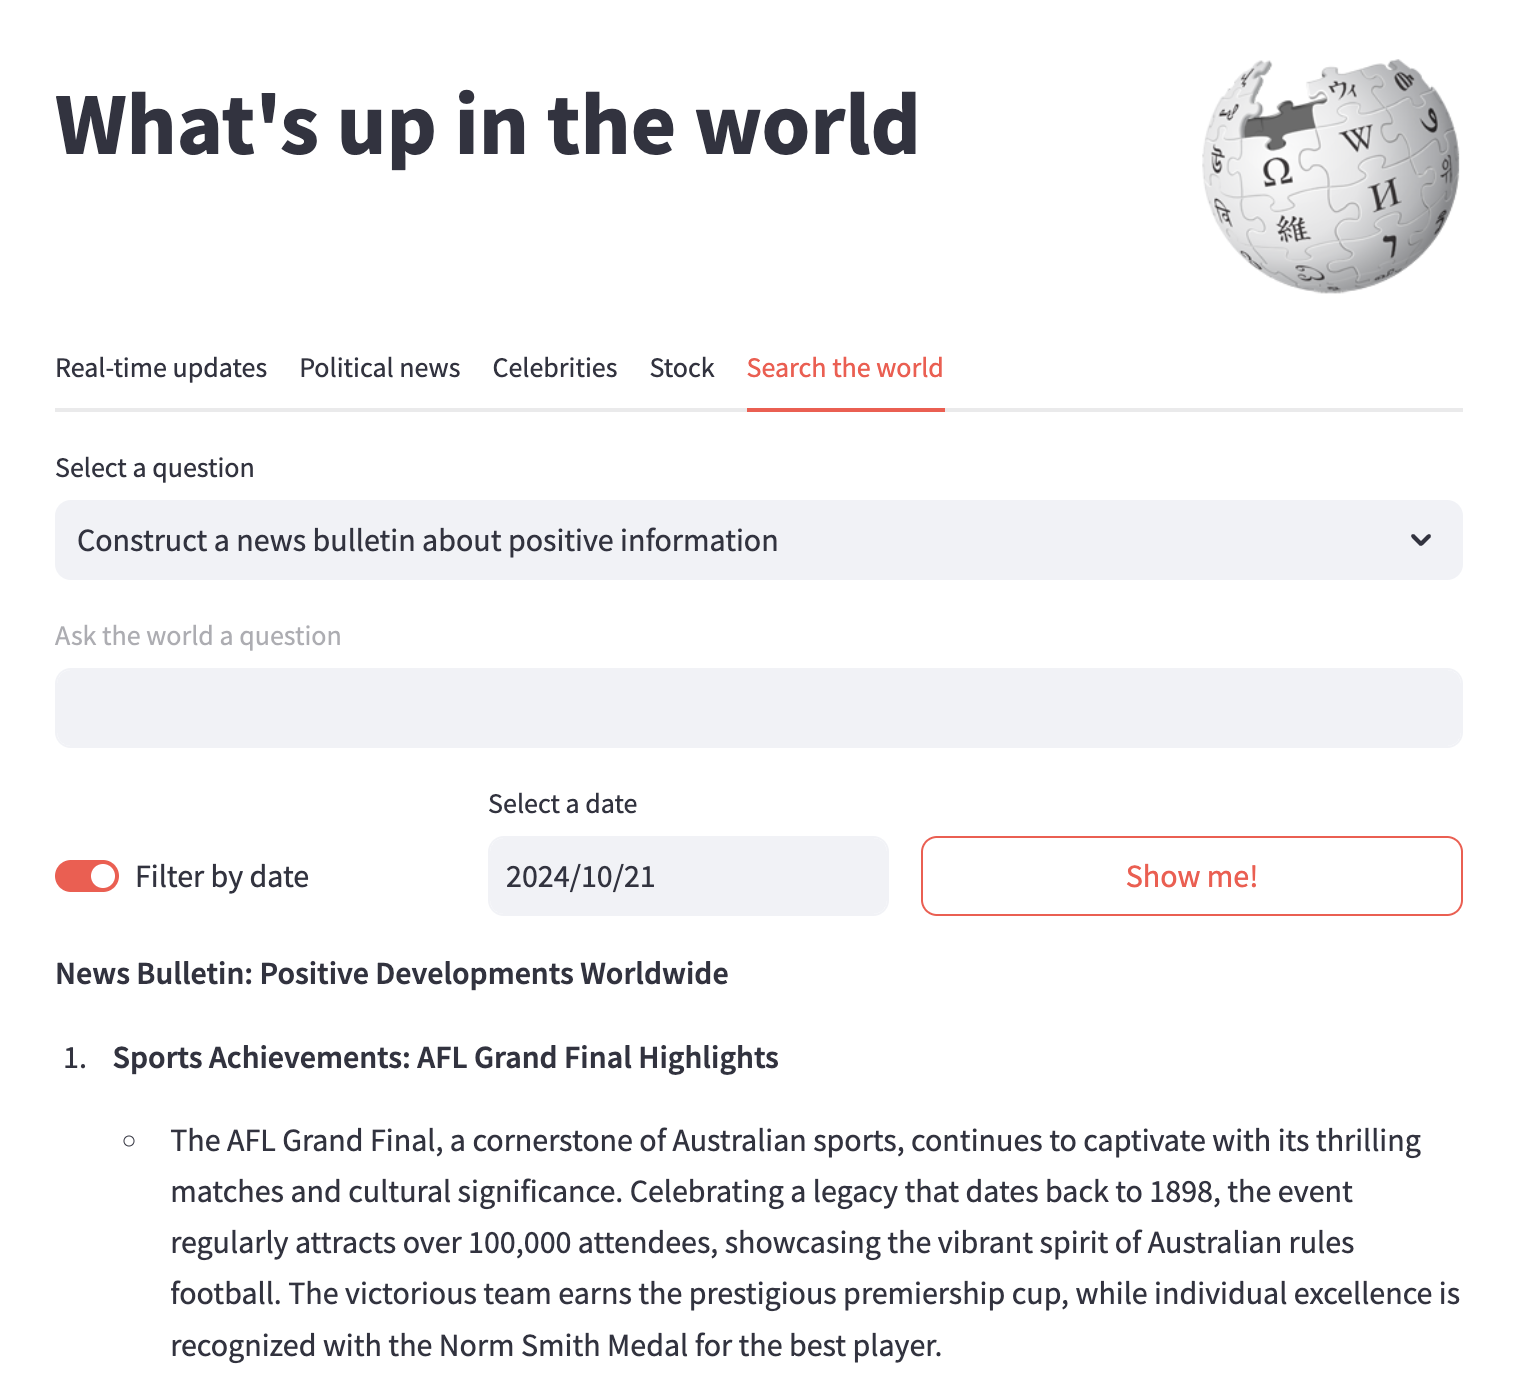 What's up in the world
ウィ
W
Ω
И
維
Real-time updates Political news Celebrities Stock Search the world
Select a question
Construct a news bulletin about positive information
Ask the world a question
Select a date
Filter by date 2024/10/21 Show me!
News Bulletin: Positive Developments Worldwide
1. Sports Achievements: AFL Grand Final Highlights
○ The AFL Grand Final, a cornerstone of Australian sports, continues to captivate with its thrilling
matches and cultural significance. Celebrating a legacy that dates back to 1898, the event
regularly attracts over 100,000 attendees, showcasing the vibrant spirit of Australian rules
football. The victorious team earns the prestigious premiership cup, while individual excellence is
recognized with the Norm Smith Medal for the best player.